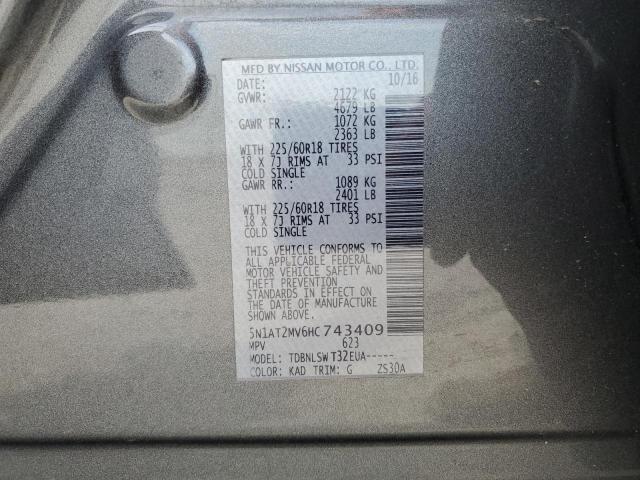 MFD BY NISSAN MOTOR CO., LTD.
DATE: 10/16
GVWR: 2122 KG
4679 LB
GAWR FR.: 1072 KG
2363 LB
WITH 225/60R18 TIRES
18 X 7J RIMS AT 33 PSI
COLD SINGLE
GAWR RR.: 1089 KG
2401 LB
WITH 225/60R18 TIRES
18 X 7J RIMS AT 33 PSI
COLD SINGLE
THIS VEHICLE CONFORMS TO
ALL APPLICABLE FEDERAL
MOTOR VEHICLE SAFETY AND
THEFT PREVENTION
STANDARDS IN EFFECT ON
THE DATE OF MANUFACTURE
SHOWN ABOVE.
5N1AT2MV6HC743409
MPV 623
MODEL: TDBNLSW T32EUA-----
COLOR: KAD TRIM: G ZS30A